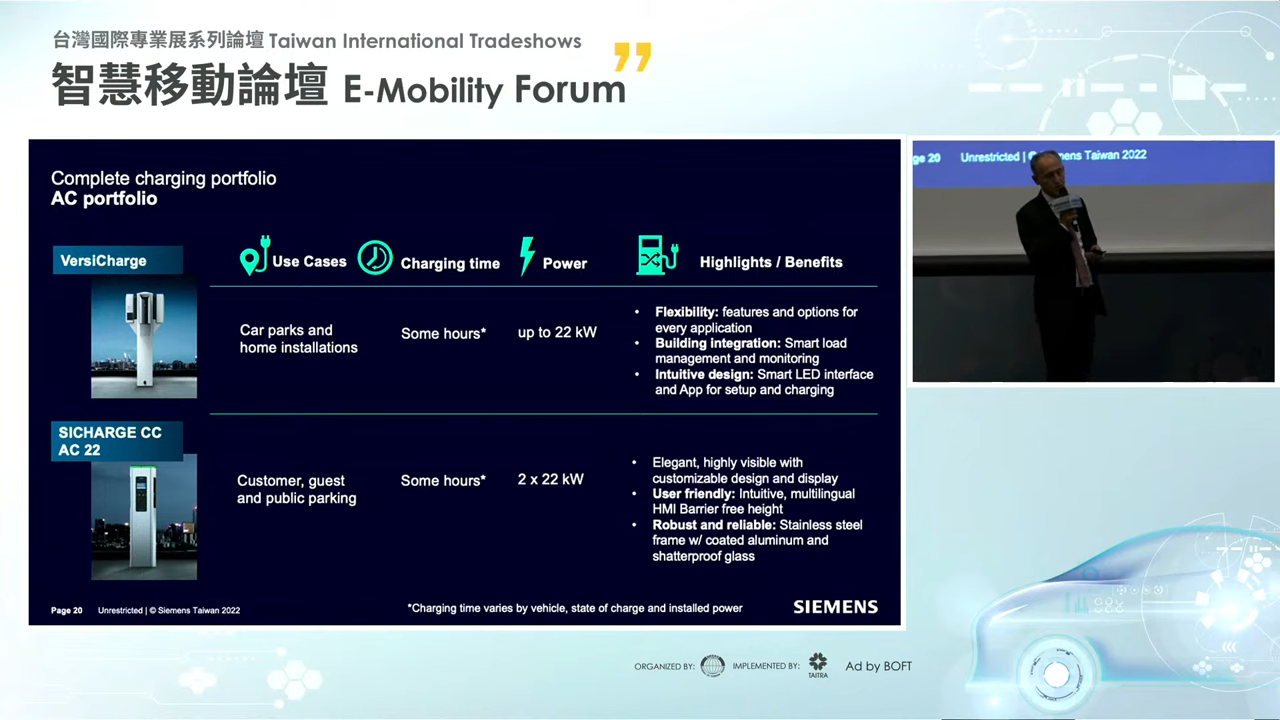 台灣國際專業展系列論壇 Taiwan International Tradeshows
智慧移動論壇 E-Mobility Forum
Complete charging portfolio
AC portfolio
VersiCharge
Use Cases
Charging time
Power
Highlights / Benefits
Car parks and
home installations
Some hours*
up to 22 kW
• Flexibility: features and options for
every application
• Building integration: Smart load
management and monitoring
• Intuitive design: Smart LED interface
and App for setup and charging
SICHARGE CC
AC 22
Customer, guest
and public parking
Some hours*
2 x 22 kW
• Elegant, highly visible with
customizable design and display
• User friendly: Intuitive, multilingual
HMI Barrier free height
• Robust and reliable: Stainless steel
frame w/ coated aluminum and
shatterproof glass
Page 20 Unrestricted | © Siemens Taiwan 2022
*Charging time varies by vehicle, state of charge and installed power
SIEMENS
ge 20 Unrestricted | © ens Taiwan 2022
ORGANIZED BY: IMPLEMENTED BY: TAITRA Ad by BOFT